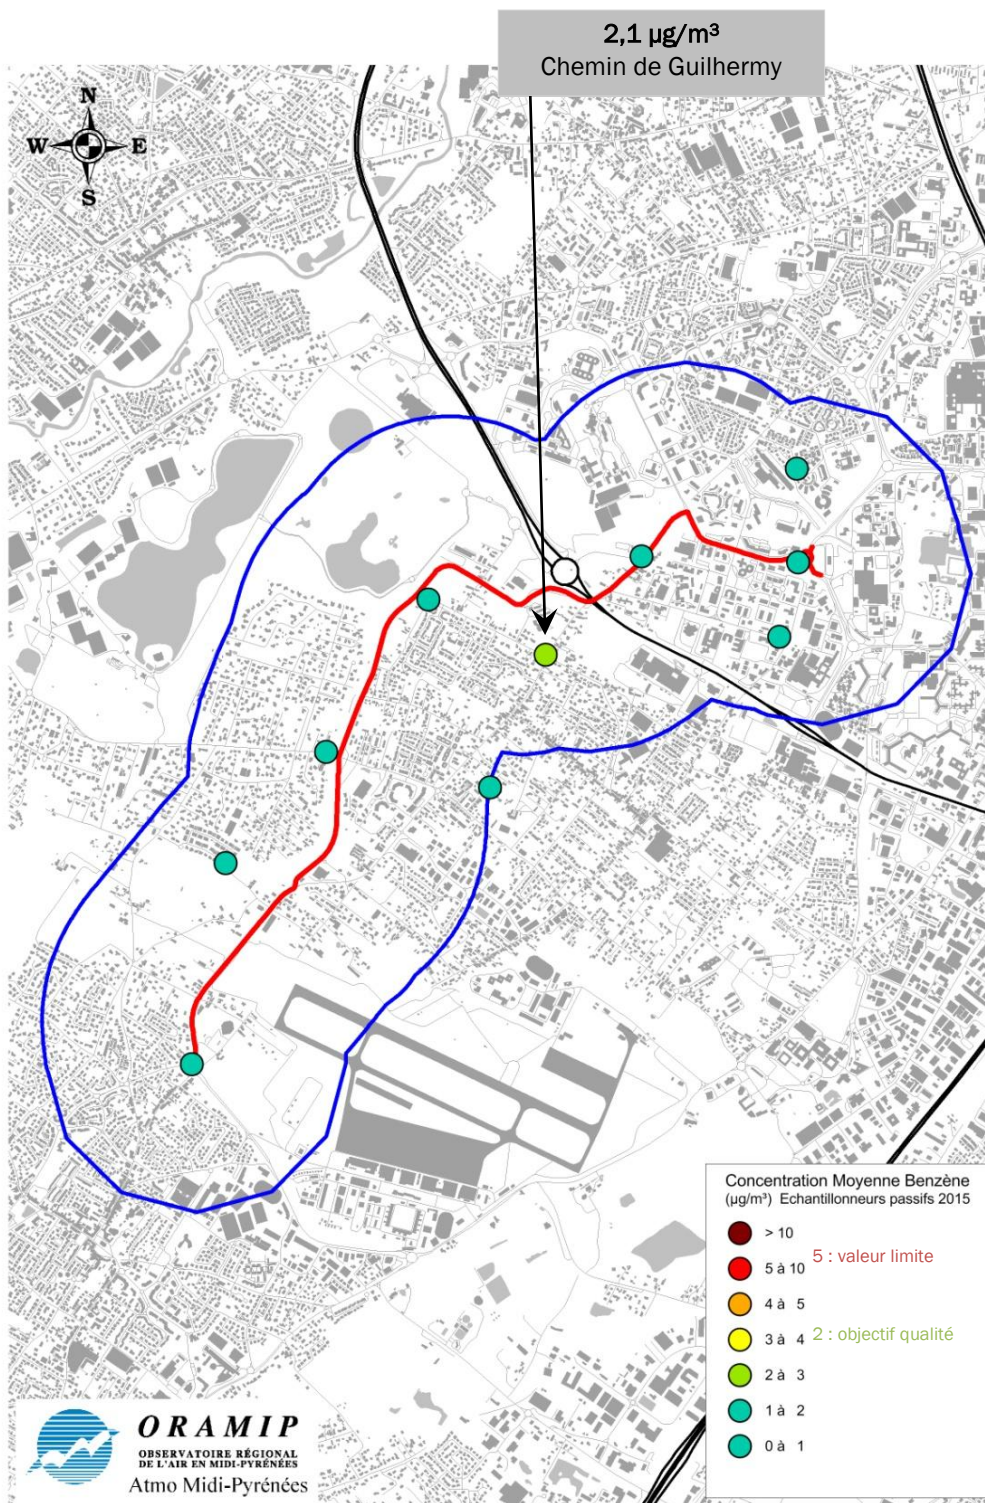 2,1 µg/m³
Chemin de Guilhermy
N
W E
S
Concentration Moyenne Benzène
(µg/m³) Echantillonneurs passifs 2015
> 10
5 à 10
5 : valeur limite
4 à 5
3 à 4
2 : objectif qualité
2 à 3
1 à 2
0 à 1
ORAMIP
OBSERVATOIRE RÉGIONAL
DE L'AIR EN MIDI-PYRÉNÉES
Atmo Midi-Pyrénées